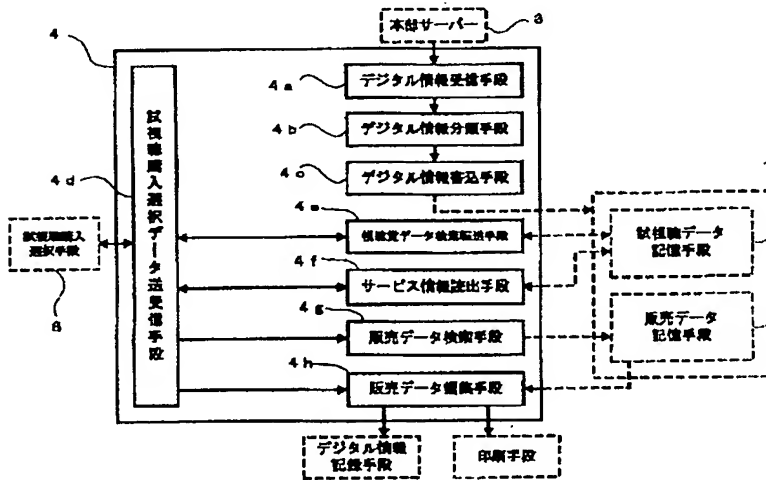 本部サーバー
3
4
4a
デジタル情報受信手段
4b
デジタル情報分類手段
4c
デジタル情報書込手段
4d
試視聴購入選択データ送受信手段
4e
視聴覚データ検索転送手段
試視聴購入
選択手段
8
4f
サービス情報読出手段
試視聴データ
記憶手段
4g
販売データ検索手段
販売データ
記憶手段
4h
販売データ編集手段
デジタル情報
記録手段
印刷手段